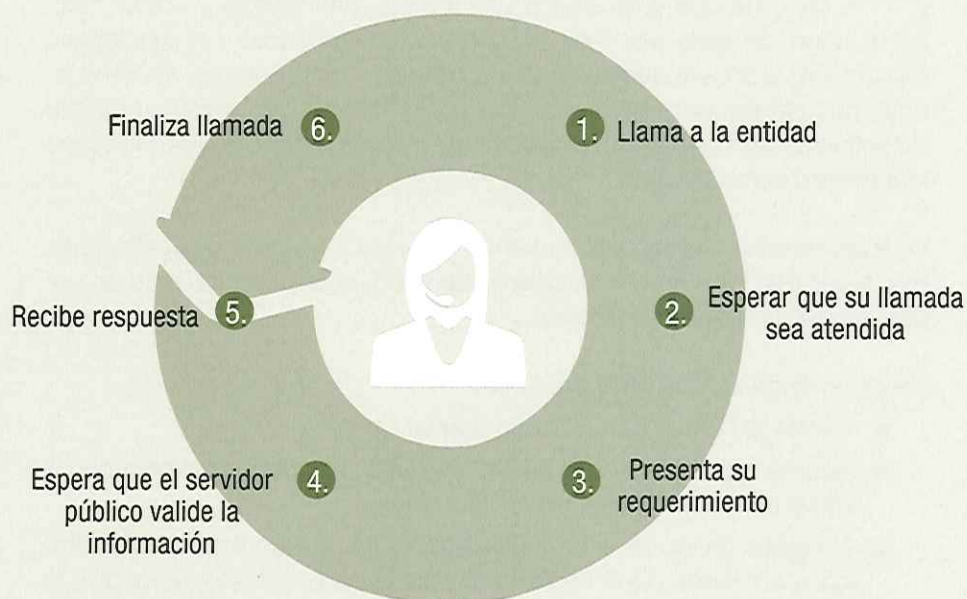 1. Llama a la entidad
2. Esperar que su llamada
sea atendida
3. Presenta su
requerimiento
4. Espera que el servidor
público valide la
información
5. Recibe respuesta
6. Finaliza llamada